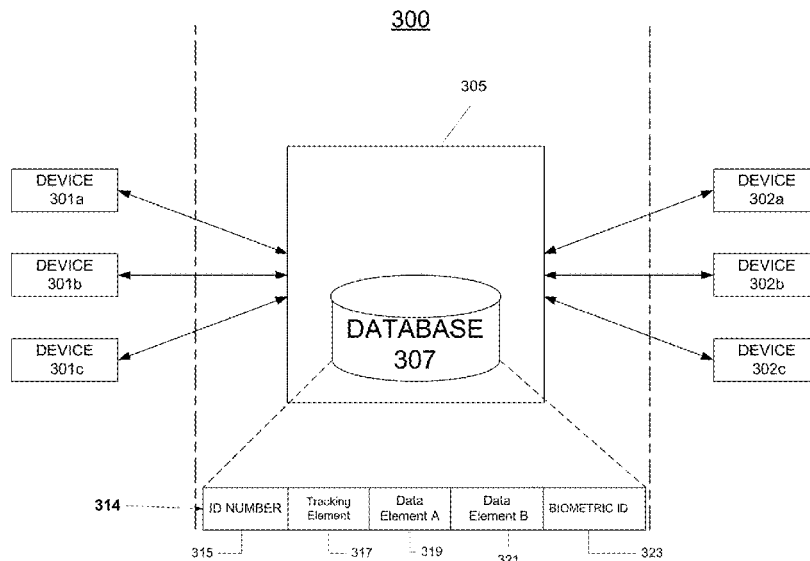 300
305
DEVICE
301a
DEVICE
302a
DEVICE
301b
DEVICE
302b
DATABASE
307
DEVICE
301c
DEVICE
302c
314
ID NUMBER
Tracking
Element
Data
Element A
Data
Element B
BIOMETRIC ID
315
317
319
321
323